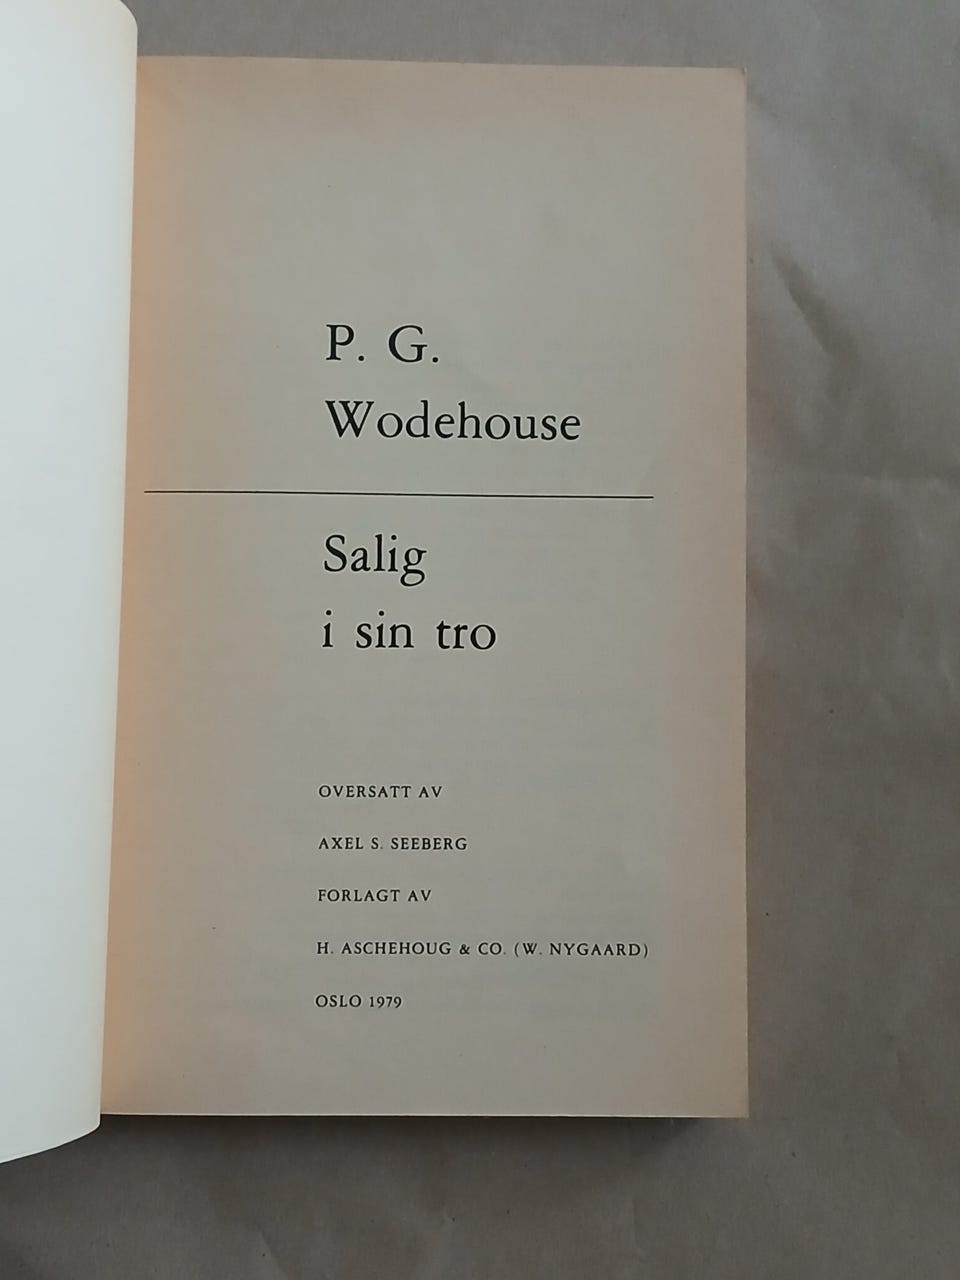 P. G.
Wodehouse
Salig
i sin tro
OVERSATT AV
AXEL S. SEEBERG
FORLAGT AV
H. ASCHEHOUG & CO. (W. NYGAARD)
OSLO 1979